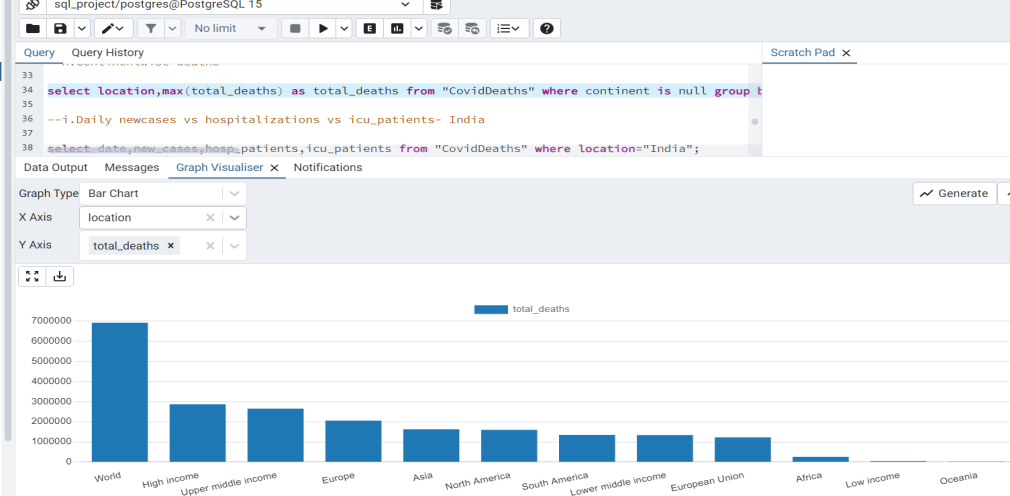 sql_project/postgres@PostgreSQL 15
No limit
E
Query Query History
Scratch Pad
33
34 select location,max(total_deaths) as total_deaths from "CovidDeaths" where continent is null group b
35
36 --i.Daily newcases vs hospitalizations vs icu_patients- India
37
38 select date,new_cases,hosp_patients,icu_patients from "CovidDeaths" where location="India";
Data Output Messages Graph Visualiser Notifications
Graph Type Bar Chart
Generate
X Axis location
Y Axis total_deaths
total_deaths
7000000
6000000
5000000
4000000
3000000
2000000
1000000
0
World
High income
Upper middle income
Europe
Asia
North America
South America
Lower middle income
European Union
Africa
Low income
Oceania